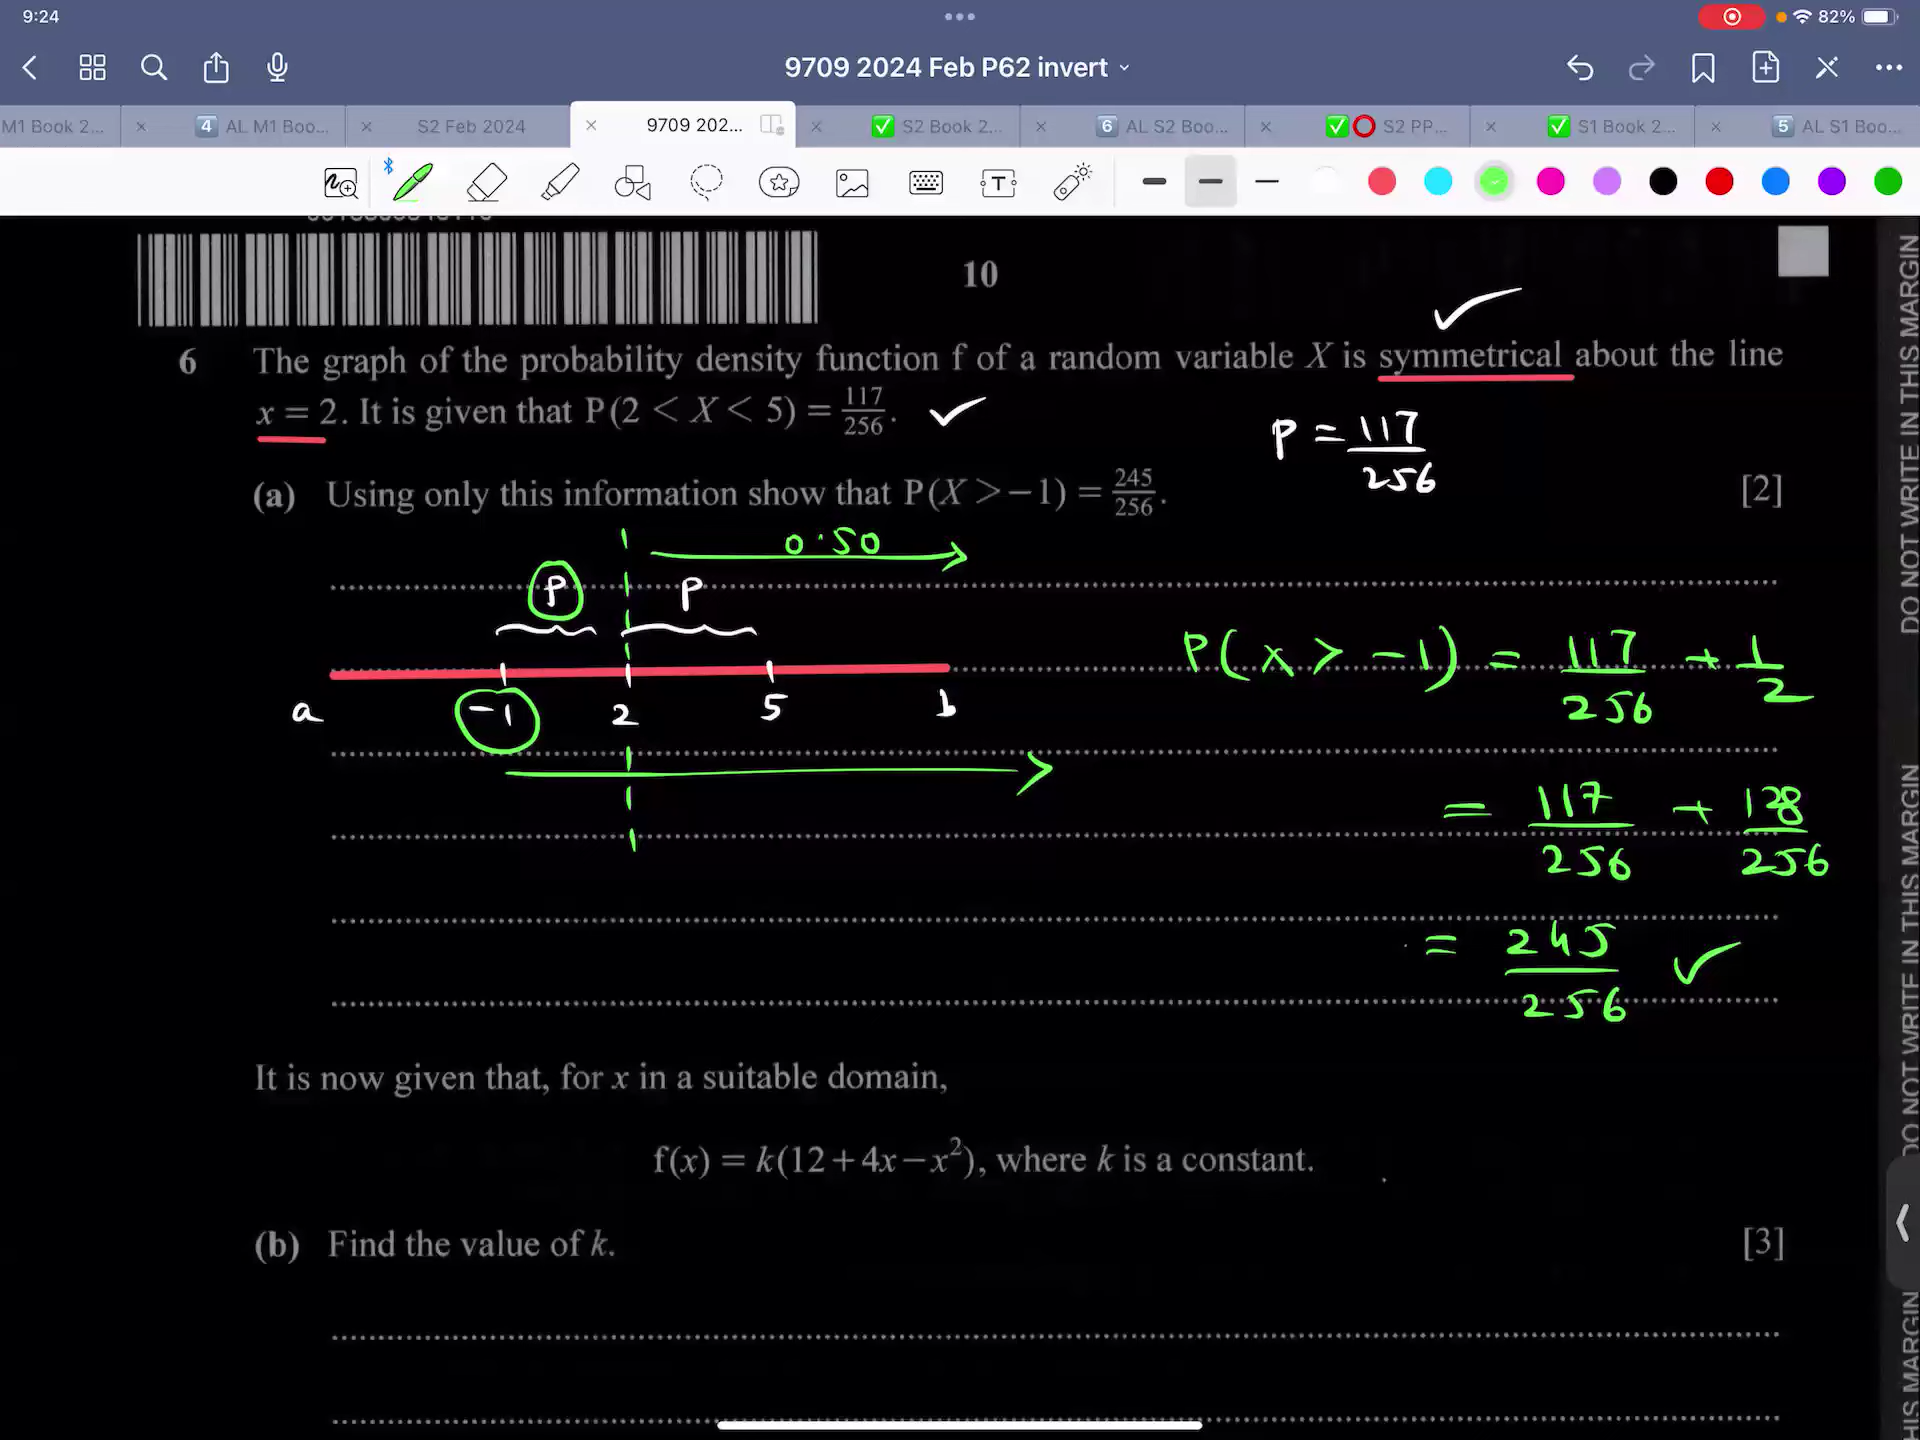 9:24
82%
9709 2024 Feb P62 invert
M1 Book 2...
4 AL M1 Boo...
S2 Feb 2024
9709 202...
S2 Book 2...
6 AL S2 Boo...
S2 PP...
S1 Book 2...
5 AL S1 Boo...
10
6 The graph of the probability density function f of a random variable X is symmetrical about the line
x = 2. It is given that P(2 < X < 5) = 117/256.
P = 117/256
(a) Using only this information show that P(X > −1) = 245/256. [2]
0.50
P P
a −1 2 5 b
P(x > −1) = 117/256 + 1/2
= 117/256 + 128/256
= 245/256
It is now given that, for x in a suitable domain,
f(x) = k(12 + 4x − x²), where k is a constant.
(b) Find the value of k. [3]
DO NOT WRITE IN THIS MARGIN
DO NOT WRITE IN THIS MARGIN
HIS MARGIN